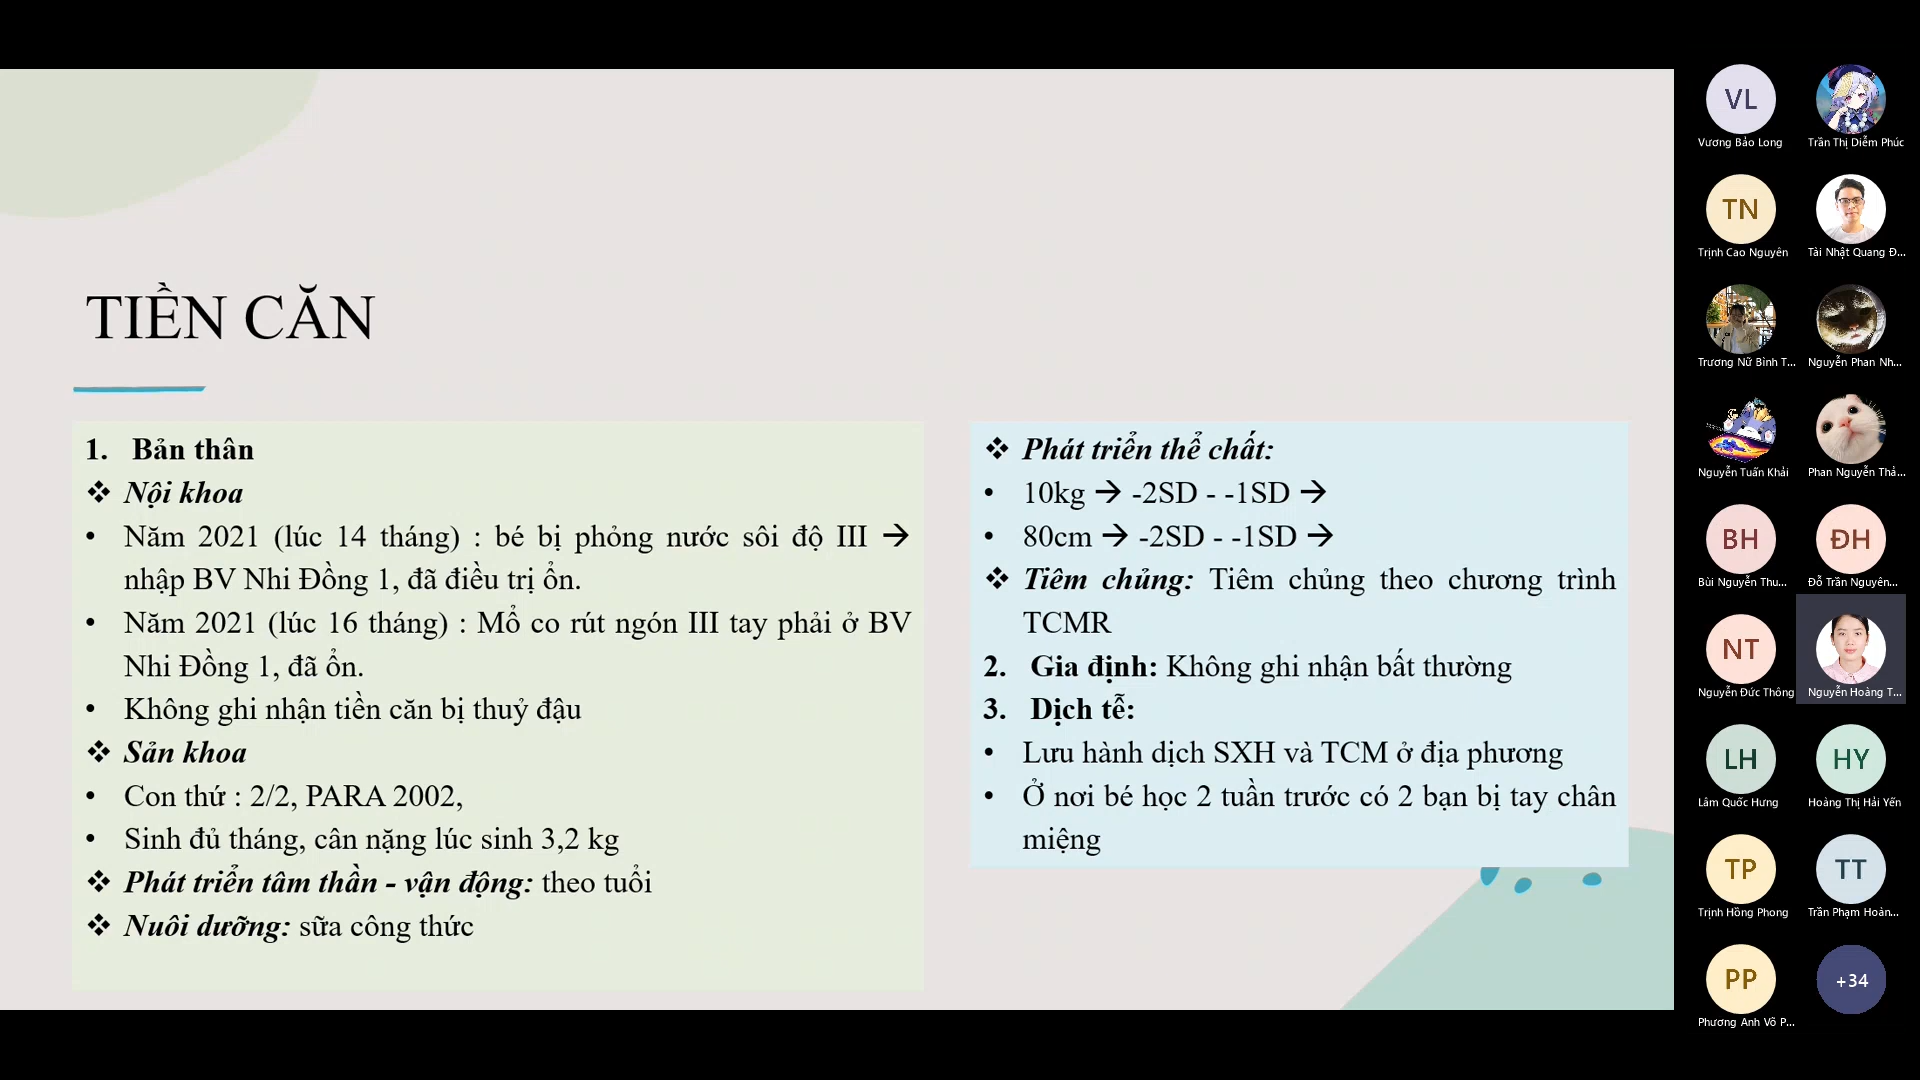 TIỀN CĂN
1. Bản thân
❖ Nội khoa
• Năm 2021 (lúc 14 tháng) : bé bị phỏng nước sôi độ III →
nhập BV Nhi Đồng 1, đã điều trị ổn.
• Năm 2021 (lúc 16 tháng) : Mổ co rút ngón III tay phải ở BV
Nhi Đồng 1, đã ổn.
• Không ghi nhận tiền căn bị thuỷ đậu
❖ Sản khoa
• Con thứ : 2/2, PARA 2002,
• Sinh đủ tháng, cân nặng lúc sinh 3,2 kg
❖ Phát triển tâm thần - vận động: theo tuổi
❖ Nuôi dưỡng: sữa công thức
❖ Phát triển thể chất:
• 10kg → -2SD - -1SD →
• 80cm → -2SD - -1SD →
❖ Tiêm chủng: Tiêm chủng theo chương trình
TCMR
2. Gia định: Không ghi nhận bất thường
3. Dịch tễ:
• Lưu hành dịch SXH và TCM ở địa phương
• Ở nơi bé học 2 tuần trước có 2 bạn bị tay chân
miệng
VL
Vương Bảo Long
Trần Thị Diễm Phúc
TN
Trịnh Cao Nguyên
Tài Nhật Quang Đ...
Trương Nữ Bình T...
Nguyễn Phan Nh...
Nguyễn Tuấn Khải
Phan Nguyễn Thả...
BH
Bùi Nguyễn Thu...
ĐH
Đỗ Trần Nguyên...
NT
Nguyễn Đức Thông
Nguyễn Hoàng T...
LH
Lâm Quốc Hưng
HY
Hoàng Thị Hải Yến
TP
Trịnh Hồng Phong
TT
Trần Phạm Hoàn...
PP
Phương Anh Võ P...
+34